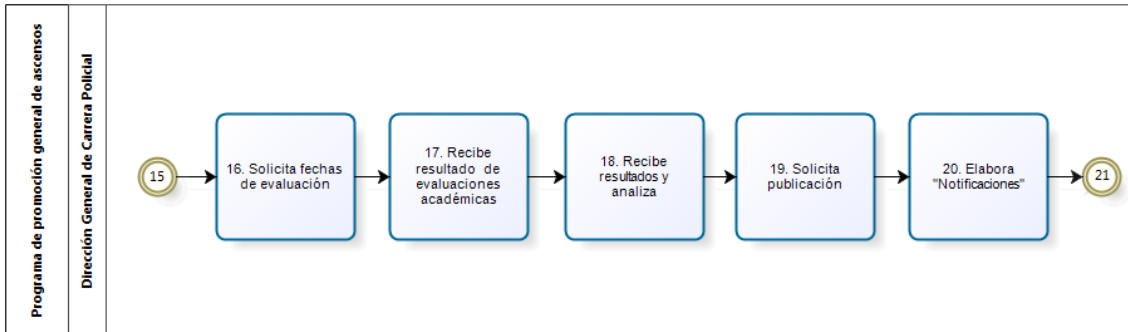 Programa de promoción general de ascensos
Dirección General de Carrera Policial
15
16. Solicita fechas
de evaluación
17. Recibe
resultado de
evaluaciones
académicas
18. Recibe
resultados y
analiza
19. Solicita
publicación
20. Elabora
"Notificaciones"
21